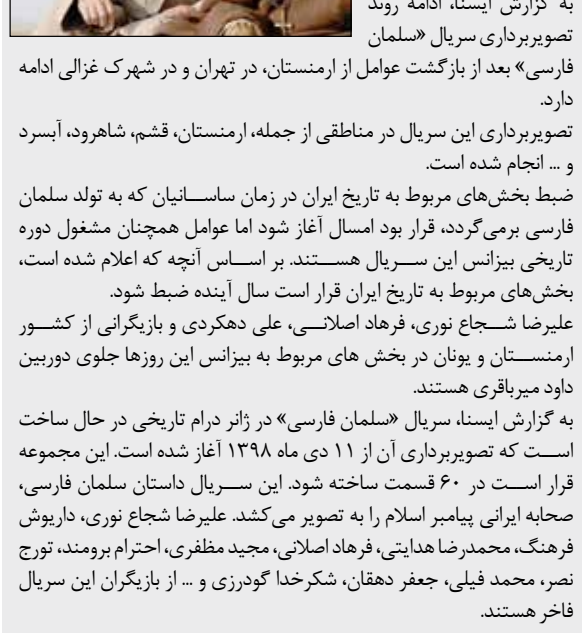 به گزارش ایسنا، ادامه روند
تصویربرداری سریال «سلمان
فارسی» بعد از بازگشت عوامل از ارمنستان، در تهران و در شهرک غزالی ادامه
دارد.
تصویربرداری این سریال در مناطقی از جمله، ارمنستان، قشم، شاهرود، آبسرد
و ... انجام شده است.
ضبط بخش‌های مربوط به تاریخ ایران در زمان ساسانیان که به تولد سلمان
فارسی برمی‌گردد، قرار بود امسال آغاز شود اما عوامل همچنان مشغول دوره
تاریخی بیزانس این سریال هستند. بر اساس آنچه که اعلام شده است،
بخش‌های مربوط به تاریخ ایران قرار است سال آینده ضبط شود.
علیرضا شجاع نوری، فرهاد اصلانی، علی دهکردی و بازیگرانی از کشور
ارمنستان و یونان در بخش های مربوط به بیزانس این روزها جلوی دوربین
داود میرباقری هستند.
به گزارش ایسنا، سریال «سلمان فارسی» در ژانر درام تاریخی در حال ساخت
است که تصویربرداری آن از ۱۱ دی ماه ۱۳۹۸ آغاز شده است. این مجموعه
قرار است در ۶۰ قسمت ساخته شود. این سریال داستان سلمان فارسی،
صحابه ایرانی پیامبر اسلام را به تصویر می‌کشد. علیرضا شجاع نوری، داریوش
فرهنگ، محمدرضا هدایتی، فرهاد اصلانی، مجید مظفری، احترام برومند، تورج
نصر، محمد فیلی، جعفر دهقان، شکرخدا گودرزی و ... از بازیگران این سریال
فاخر هستند.